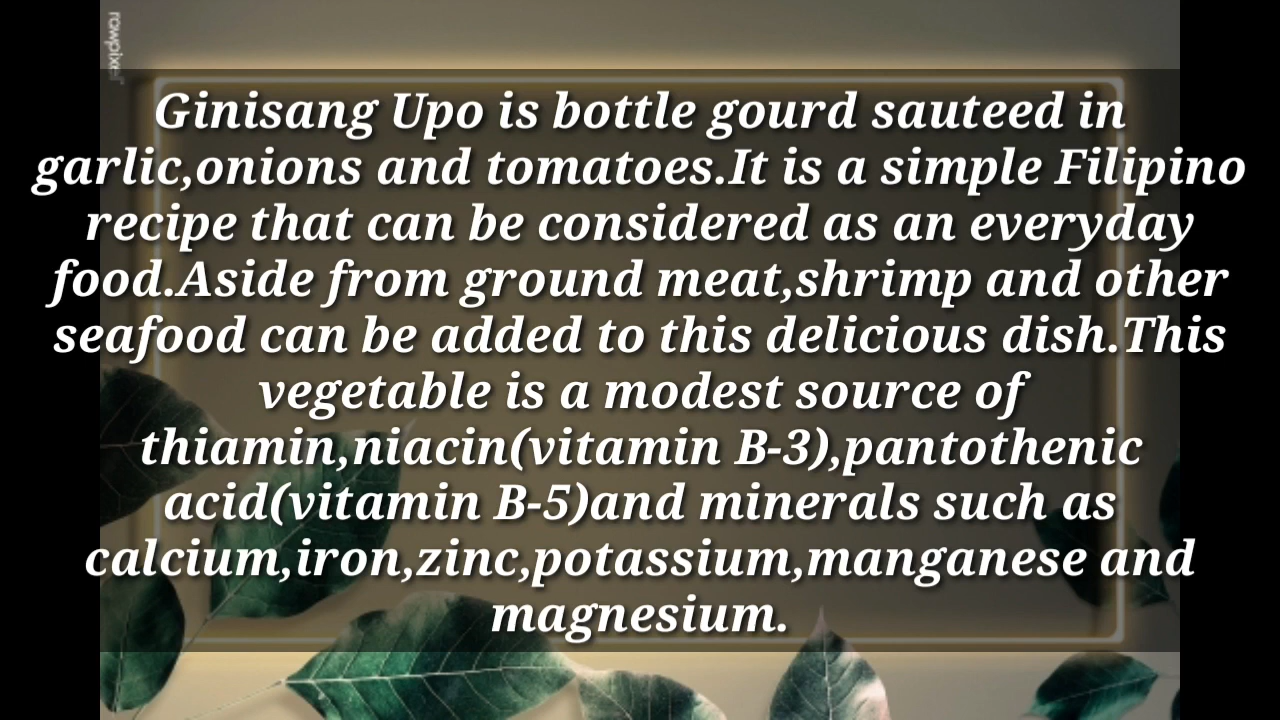 rawpixel
Ginisang Upo is bottle gourd sauteed in
garlic,onions and tomatoes.It is a simple Filipino
recipe that can be considered as an everyday
food.Aside from ground meat,shrimp and other
seafood can be added to this delicious dish.This
vegetable is a modest source of
thiamin,niacin(vitamin B-3),pantothenic
acid(vitamin B-5)and minerals such as
calcium,iron,zinc,potassium,manganese and
magnesium.